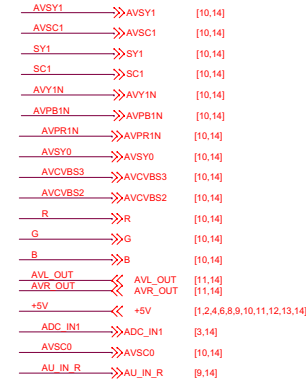 AVSY1 AVSY1 [10,14]
AVSC1 AVSC1 [10,14]
SY1 SY1 [10,14]
SC1 SC1 [10,14]
AVY1N AVY1N [10,14]
AVPB1N AVPB1N [10,14]
AVPR1N AVPR1N [10,14]
AVSY0 AVSY0 [10,14]
AVCVBS3 AVCVBS3 [10,14]
AVCVBS2 AVCVBS2 [10,14]
R R [10,14]
G G [10,14]
B B [10,14]
AVL_OUT AVL_OUT [11,14]
AVR_OUT AVR_OUT [11,14]
+5V +5V [1,2,4,6,8,9,10,11,12,13,14]
ADC_IN1 ADC_IN1 [3,14]
AVSC0 AVSC0 [10,14]
AU_IN_R AU_IN_R [9,14]